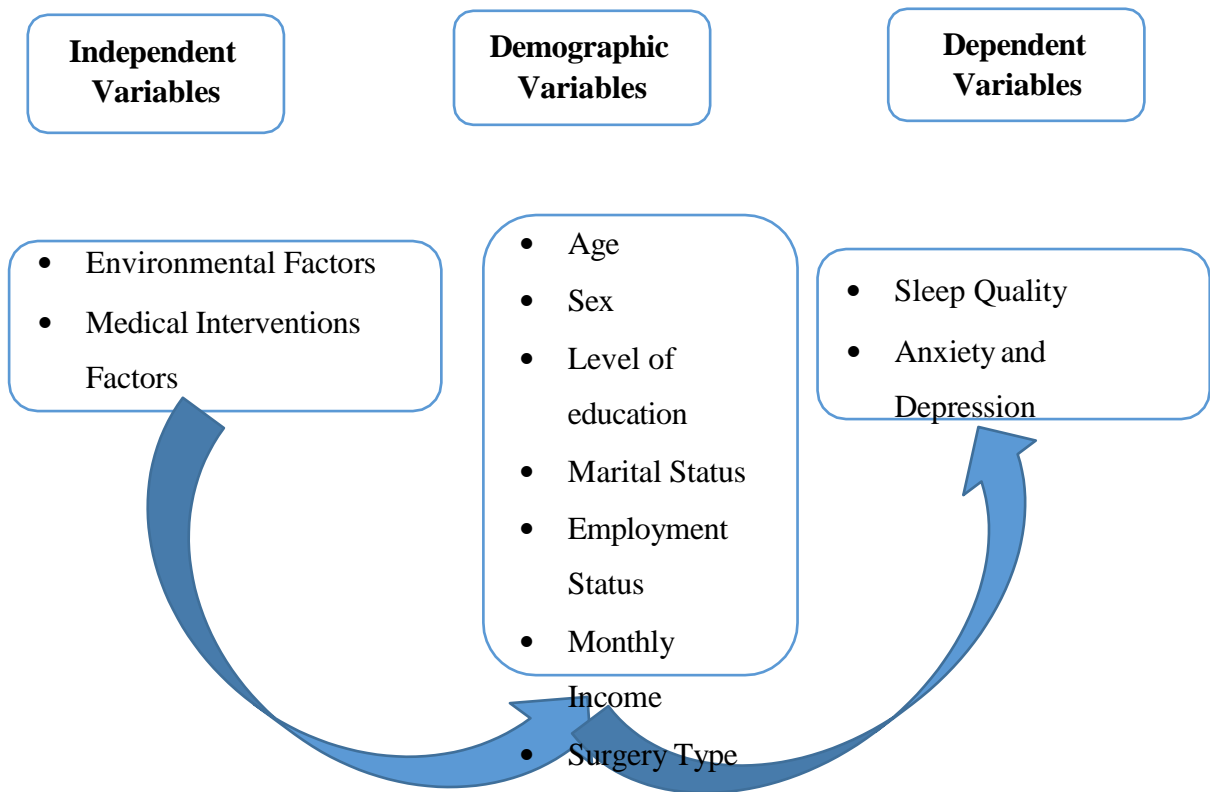 Independent
Variables
Demographic
Variables
Dependent
Variables
• Environmental Factors
• Medical Interventions
Factors
• Age
• Sex
• Level of
education
• Marital Status
• Employment
Status
• Monthly
Income
• Surgery Type
• Sleep Quality
• Anxiety and
Depression